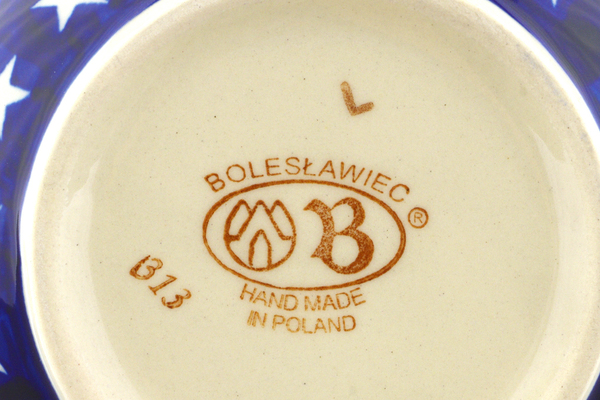 L
BOLESŁAWIEC ®
B
B13
HAND MADE
IN POLAND